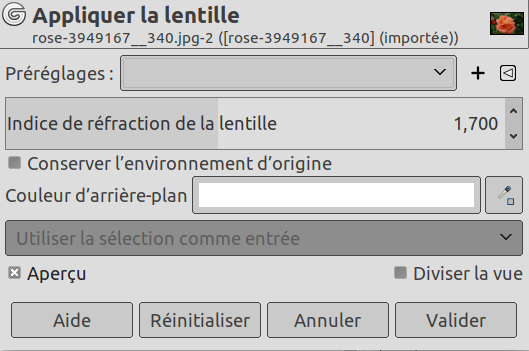 Appliquer la lentille
rose-3949167__340.jpg-2 ([rose-3949167__340] (importée))
Préréglages :
Indice de réfraction de la lentille 1,700
Conserver l’environnement d’origine
Couleur d’arrière-plan
Utiliser la sélection comme entrée
Aperçu Diviser la vue
Aide Réinitialiser Annuler Valider